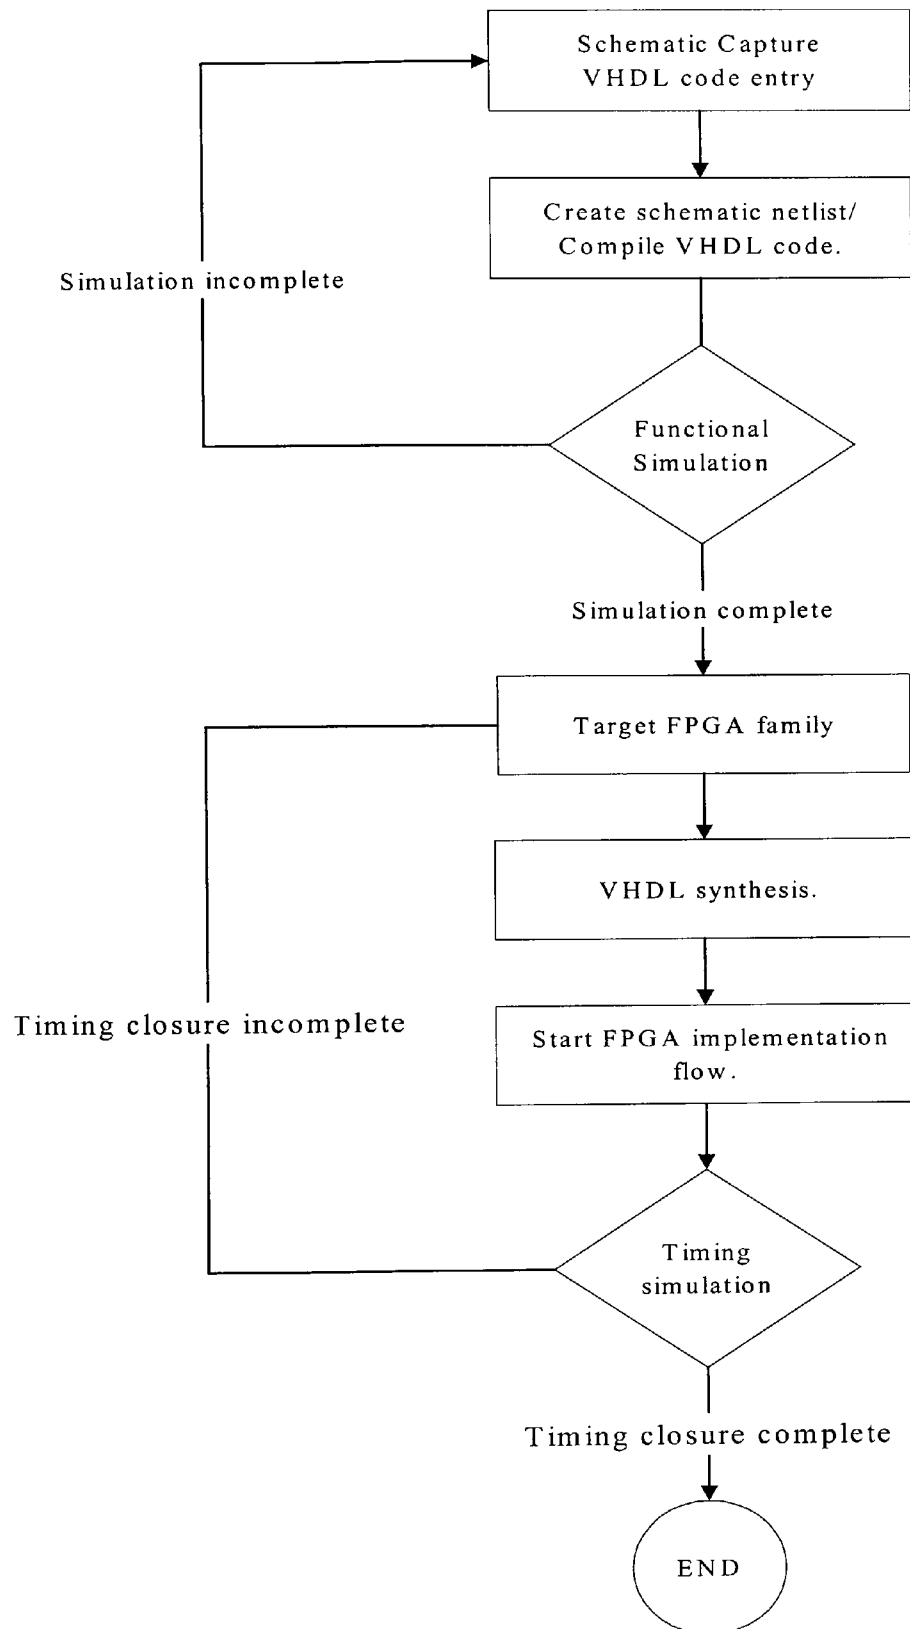 Schematic Capture
VHDL code entry
Create schematic netlist/
Compile VHDL code.
Simulation incomplete
Functional
Simulation
Simulation complete
Target FPGA family
VHDL synthesis.
Timing closure incomplete
Start FPGA implementation
flow.
Timing
simulation
Timing closure complete
END